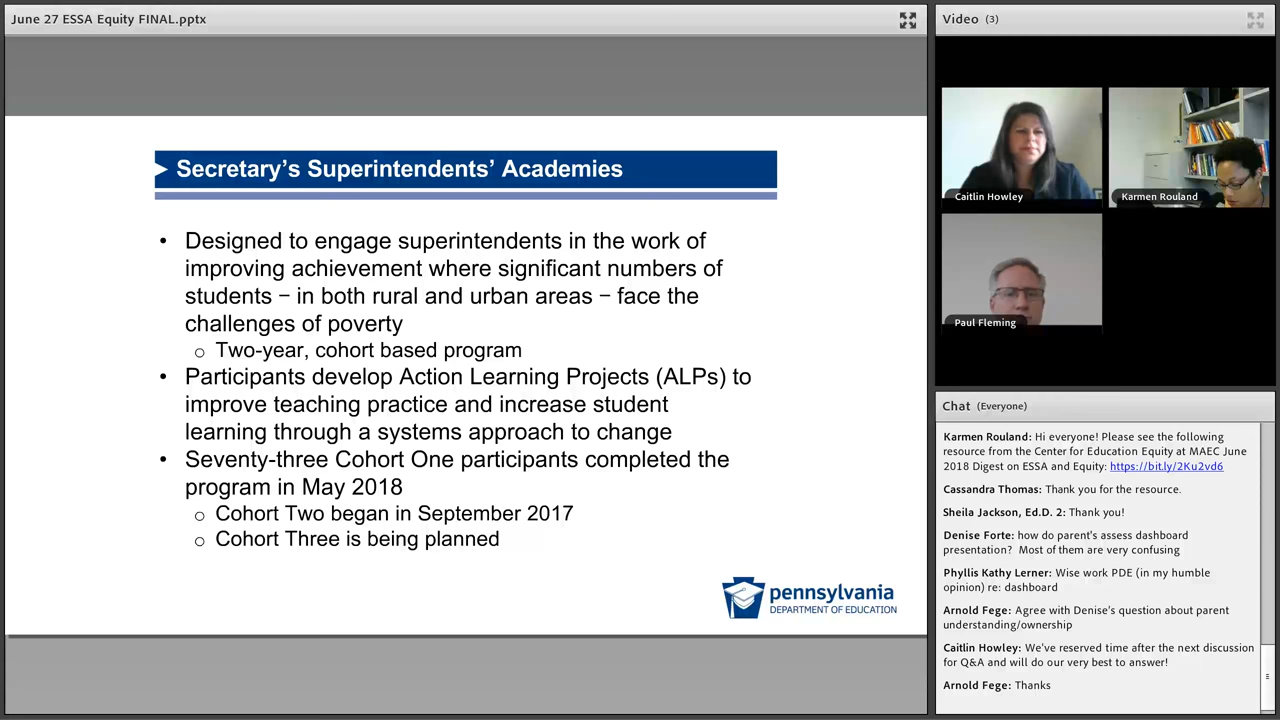 June 27 ESSA Equity FINAL.pptx
Secretary’s Superintendents’ Academies
• Designed to engage superintendents in the work of
improving achievement where significant numbers of
students − in both rural and urban areas − face the
challenges of poverty
o Two-year, cohort based program
• Participants develop Action Learning Projects (ALPs) to
improve teaching practice and increase student
learning through a systems approach to change
• Seventy-three Cohort One participants completed the
program in May 2018
o Cohort Two began in September 2017
o Cohort Three is being planned
pennsylvania
DEPARTMENT OF EDUCATION
Video (3)
Caitlin Howley
Karmen Rouland
Paul Fleming
Chat (Everyone)
Karmen Rouland: Hi everyone! Please see the following
resource from the Center for Education Equity at MAEC June
2018 Digest on ESSA and Equity: https://bit.ly/2Ku2vd6
Cassandra Thomas: Thank you for the resource.
Sheila Jackson, Ed.D. 2: Thank you!
Denise Forte: how do parent's assess dashboard
presentation? Most of them are very confusing
Phyllis Kathy Lerner: Wise work PDE (in my humble
opinion) re: dashboard
Arnold Fege: Agree with Denise's question about parent
understanding/ownership
Caitlin Howley: We've reserved time after the next discussion
for Q&A and will do our very best to answer!
Arnold Fege: Thanks